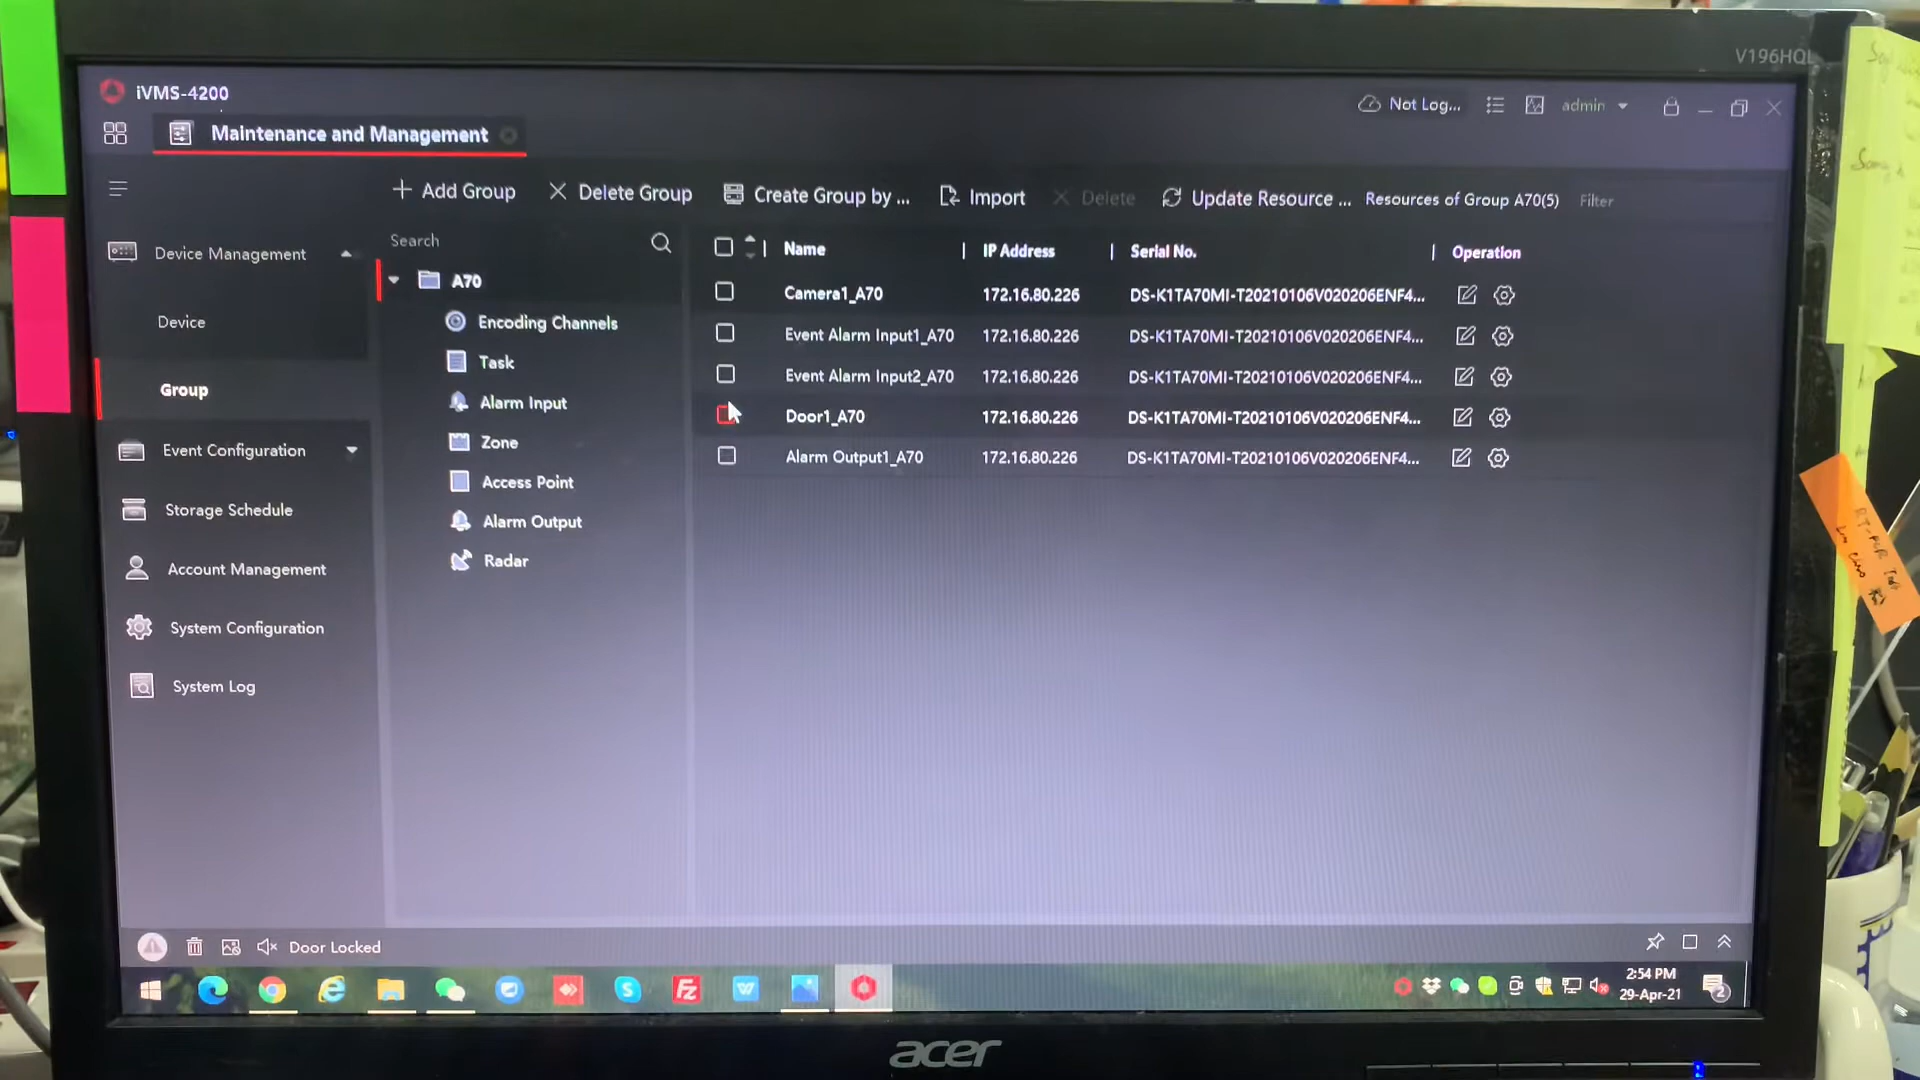 V196HQL
iVMS-4200
Not Log...
admin
Maintenance and Management
Add Group
Delete Group
Create Group by ...
Import
Delete
Update Resource ...
Resources of Group A70(5)
Filter
Device Management
Device
Group
Event Configuration
Storage Schedule
Account Management
System Configuration
System Log
Search
A70
Encoding Channels
Task
Alarm Input
Zone
Access Point
Alarm Output
Radar
Name IP Address Serial No. Operation
Camera1_A70 172.16.80.226 DS-K1TA70MI-T20210106V020206ENF4...
Event Alarm Input1_A70 172.16.80.226 DS-K1TA70MI-T20210106V020206ENF4...
Event Alarm Input2_A70 172.16.80.226 DS-K1TA70MI-T20210106V020206ENF4...
Door1_A70 172.16.80.226 DS-K1TA70MI-T20210106V020206ENF4...
Alarm Output1_A70 172.16.80.226 DS-K1TA70MI-T20210106V020206ENF4...
Door Locked
2:54 PM
29-Apr-21
2
acer